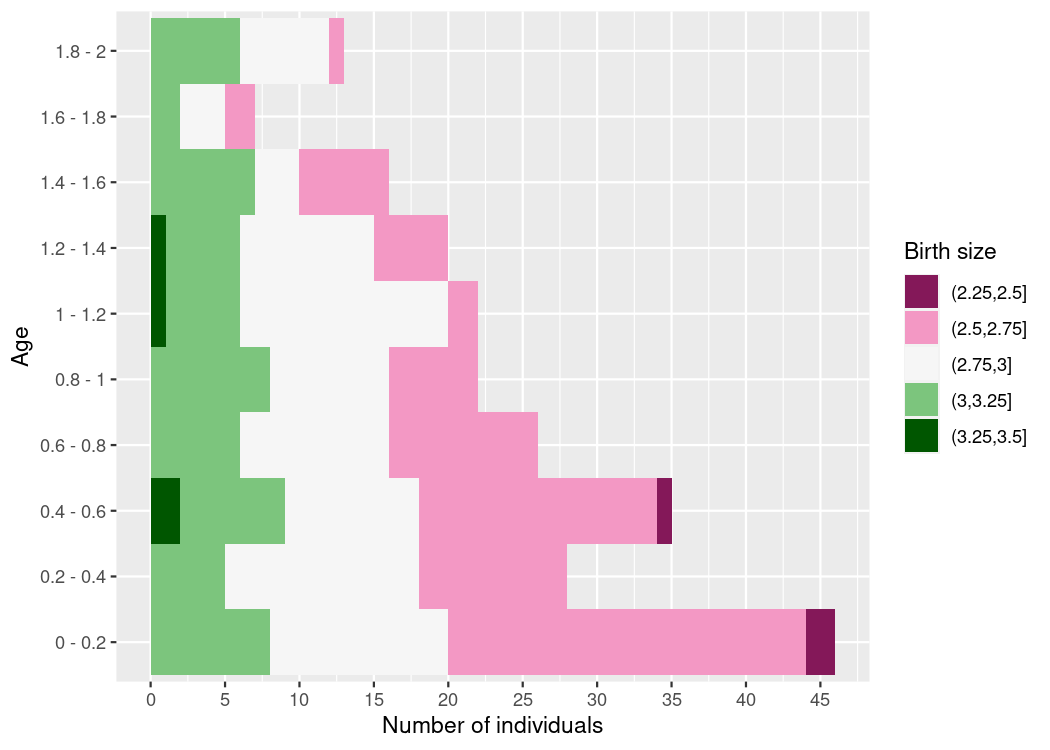 1.8 - 2
1.6 - 1.8
1.4 - 1.6
1.2 - 1.4
1 - 1.2
0.8 - 1
0.6 - 0.8
0.4 - 0.6
0.2 - 0.4
0 - 0.2
Age
0 5 10 15 20 25 30 35 40 45
Number of individuals
Birth size
(2.25,2.5]
(2.5,2.75]
(2.75,3]
(3,3.25]
(3.25,3.5]